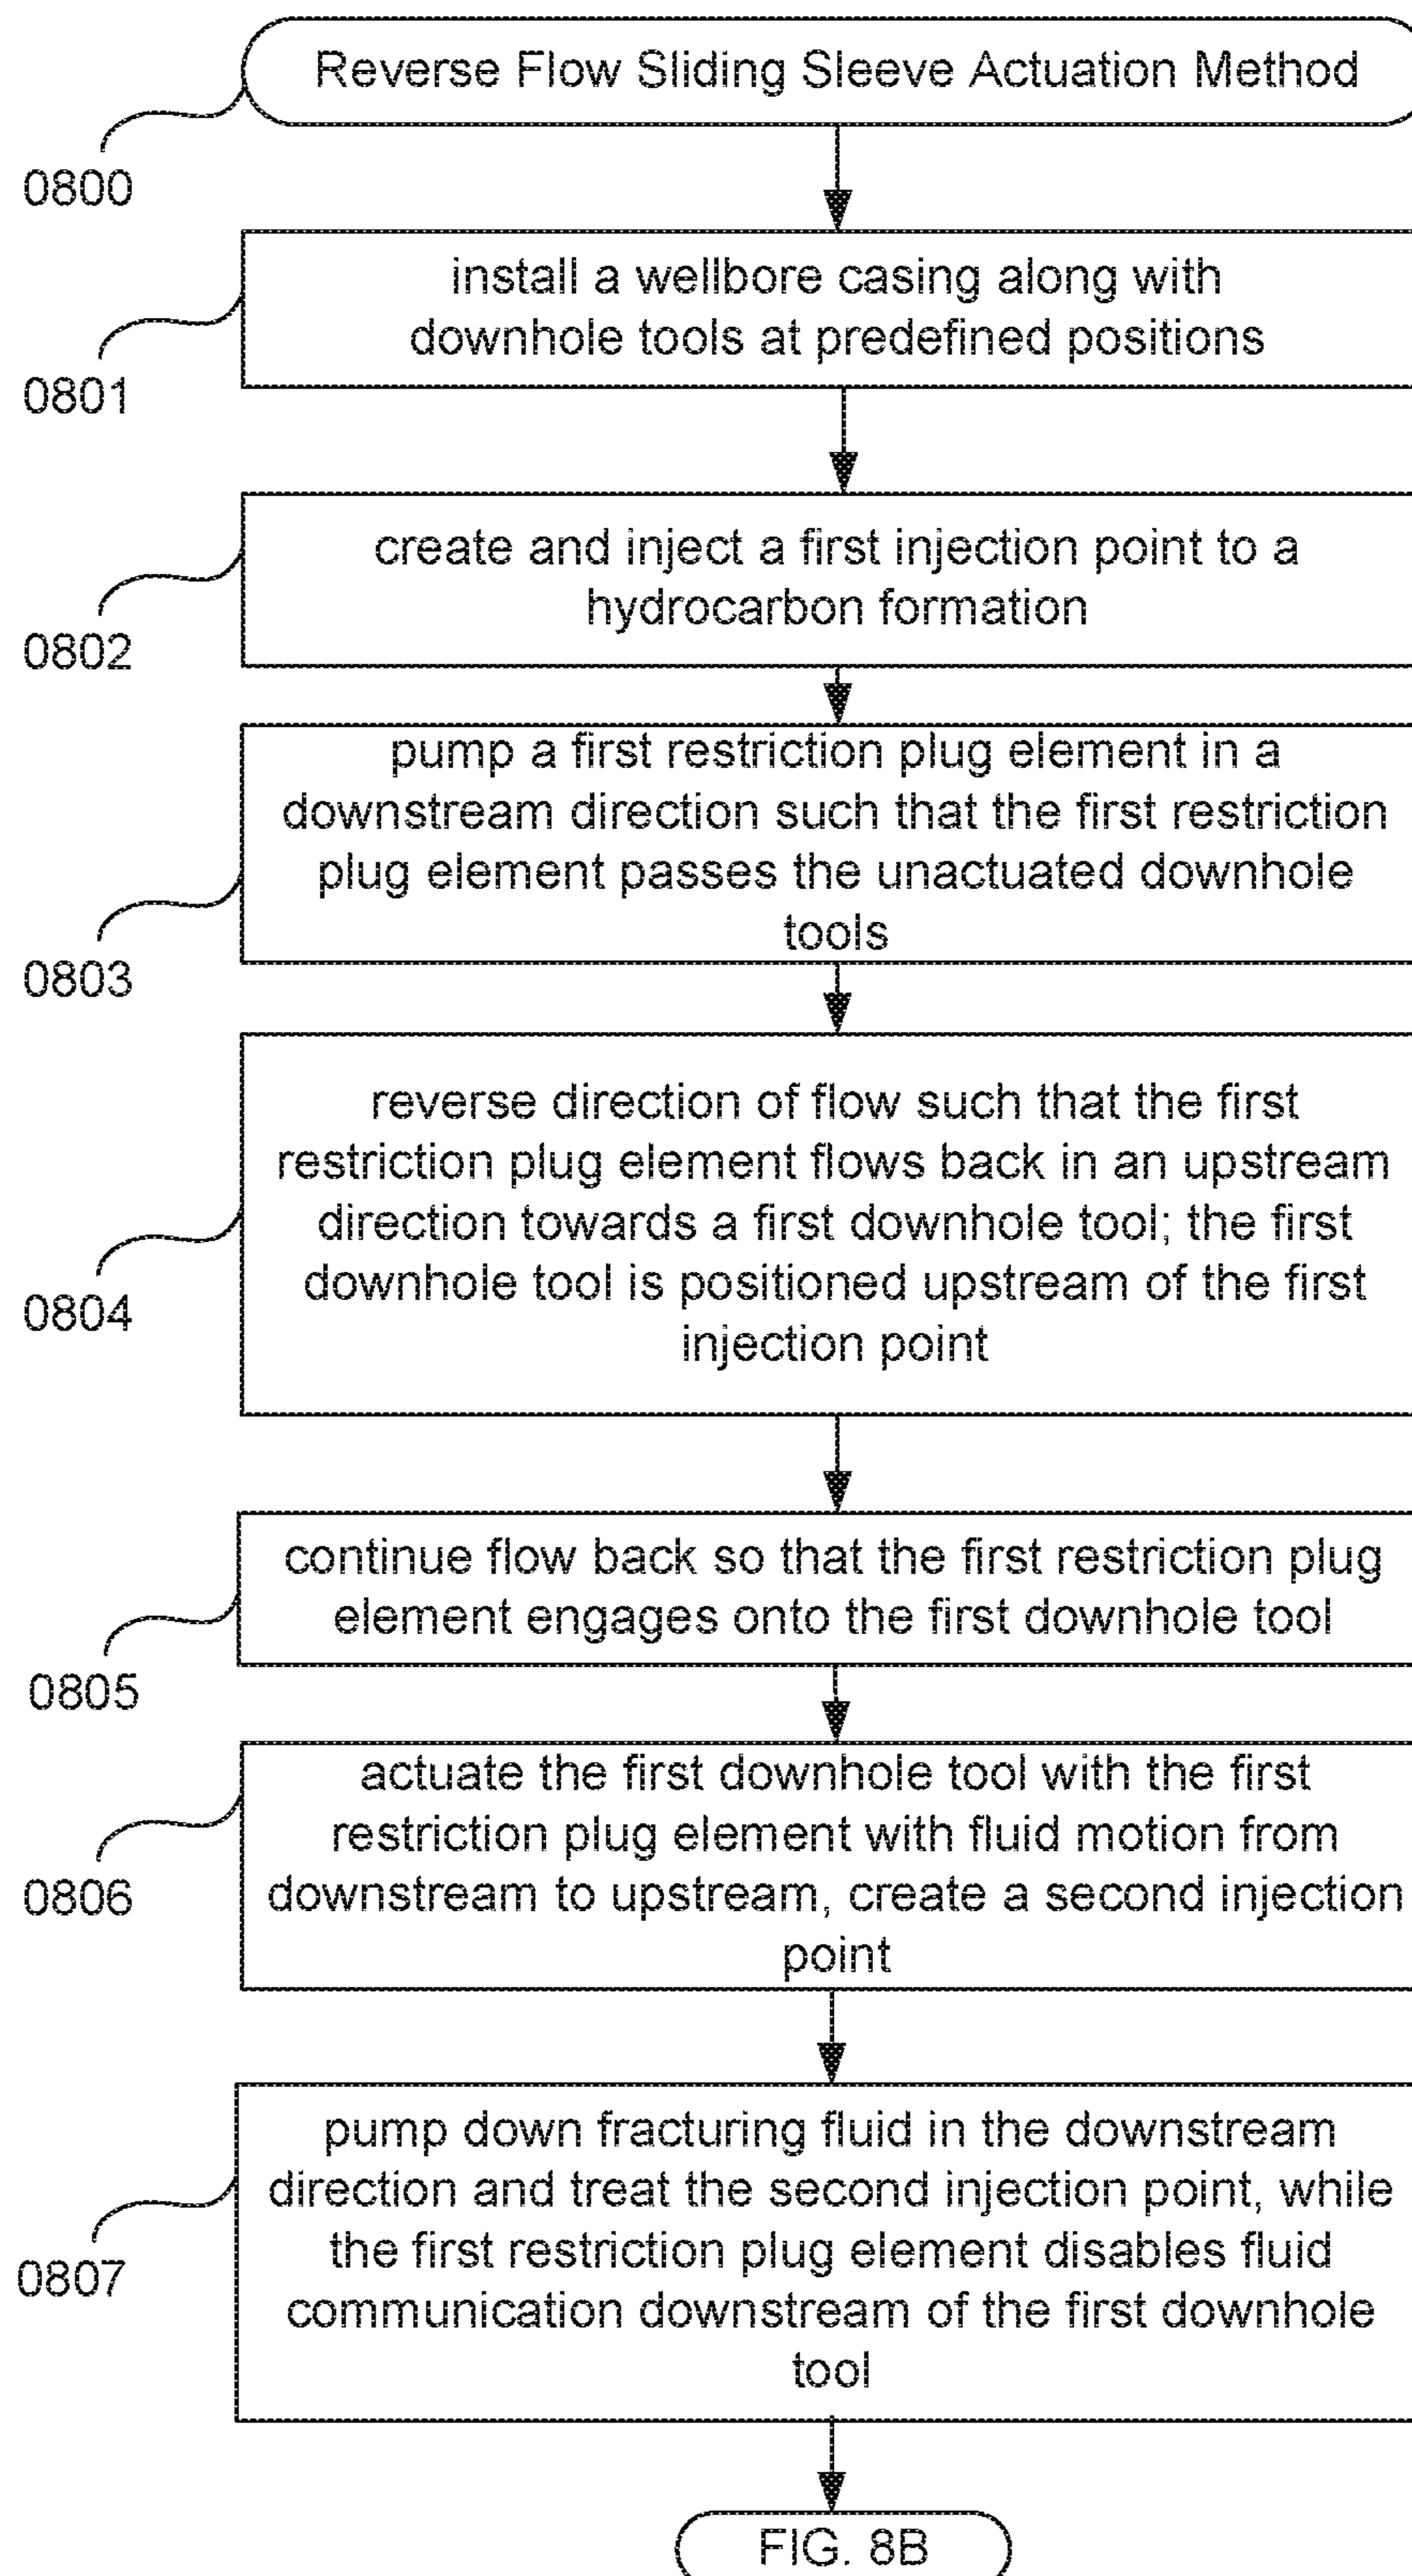 Reverse Flow Sliding Sleeve Actuation Method
0800
install a wellbore casing along with
downhole tools at predefined positions
0801
create and inject a first injection point to a
hydrocarbon formation
0802
pump a first restriction plug element in a
downstream direction such that the first restriction
plug element passes the unactuated downhole
tools
0803
reverse direction of flow such that the first
restriction plug element flows back in an upstream
direction towards a first downhole tool; the first
downhole tool is positioned upstream of the first
injection point
0804
continue flow back so that the first restriction plug
element engages onto the first downhole tool
0805
actuate the first downhole tool with the first
restriction plug element with fluid motion from
downstream to upstream, create a second injection
point
0806
pump down fracturing fluid in the downstream
direction and treat the second injection point, while
the first restriction plug element disables fluid
communication downstream of the first downhole
tool
0807
FIG. 8B